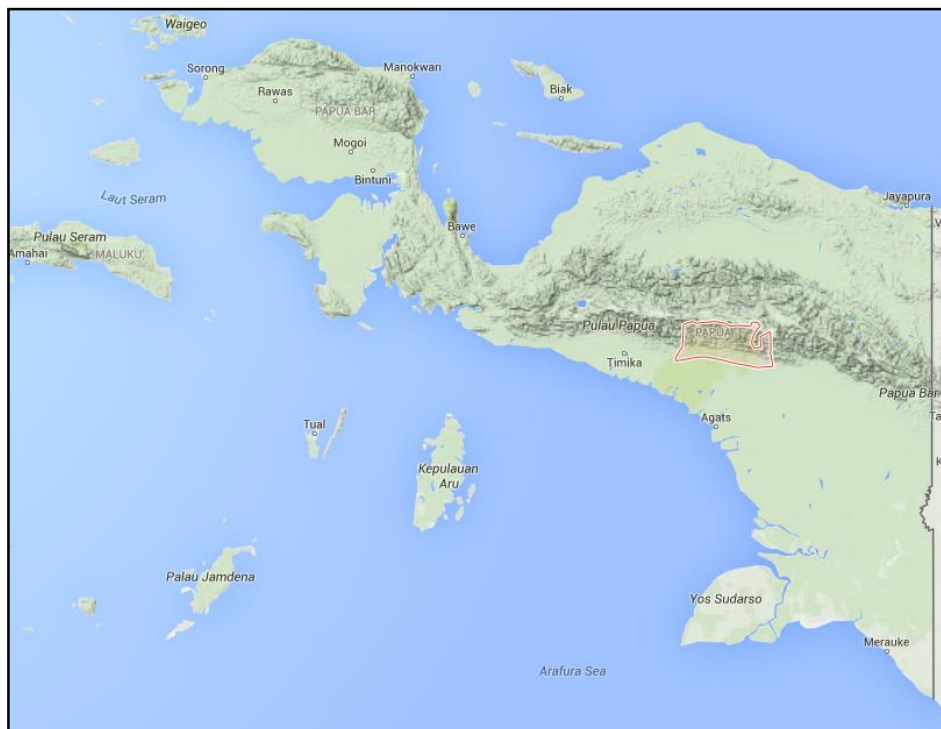 Waigeo
Sorong
Manokwari
Rawas
Biak
PAPUA BAR
Mogoi
Bintuni
Laut Seram
Jayapura
Bawe
Pulau Seram
Amahai
MALUKU
Pulau Papua
PAPUA
Timika
Papua Bar
Agats
Ta
Tual
Kepulauan
Aru
K
Palau Jamdena
Yos Sudarso
Merauke
Arafura Sea